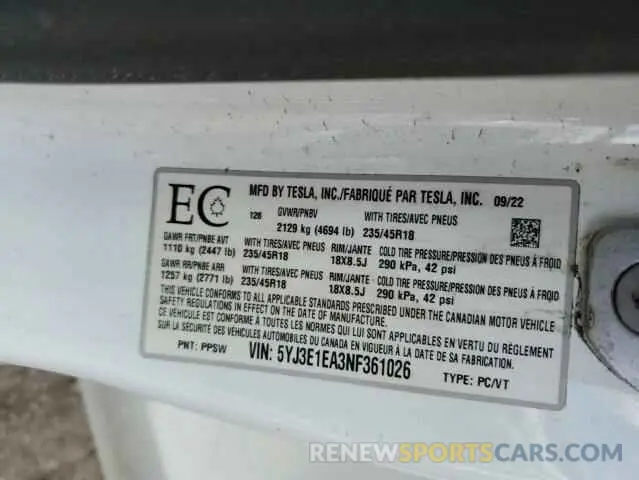 EC
MFD BY TESLA, INC./FABRIQUÉ PAR TESLA, INC. 09/22
126 GVWR/PNBV WITH TIRES/AVEC PNEUS
2129 kg (4694 lb) 235/45R18
GAWR FRT/PNBE AVT WITH TIRES/AVEC PNEUS RIM/JANTE COLD TIRE PRESSURE/PRESSION DES PNEUS À FROID
1110 kg (2447 lb) 235/45R18 18X8.5J 290 kPa, 42 psi
GAWR RR/PNBE ARR WITH TIRES/AVEC PNEUS RIM/JANTE COLD TIRE PRESSURE/PRESSION DES PNEUS À FROID
1257 kg (2771 lb) 235/45R18 18X8.5J 290 kPa, 42 psi
THIS VEHICLE CONFORMS TO ALL APPLICABLE STANDARDS PRESCRIBED UNDER THE CANADIAN MOTOR VEHICLE
SAFETY REGULATIONS IN EFFECT ON THE DATE OF MANUFACTURE
CE VÉHICULE EST CONFORME À TOUTES LES NORMES QUI LUI SONT APPLICABLES EN VERTU DU RÈGLEMENT
SUR LA SÉCURITÉ DES VÉHICULES AUTOMOBILES DU CANADA EN VIGUEUR À LA DATE DE SA FABRICATION.
PNT: PPSW VIN: 5YJ3E1EA3NF361026 TYPE: PC/VT
RENEWSPORTSCARS.COM